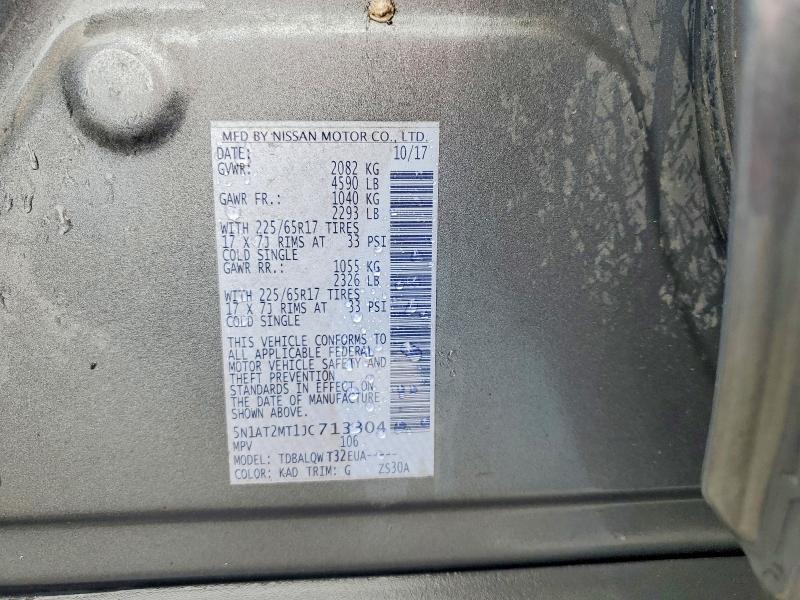 MFD BY NISSAN MOTOR CO., LTD.
DATE: 10/17
GVWR: 2082 KG
4590 LB
GAWR FR.: 1040 KG
2293 LB
WITH 225/65R17 TIRES
17 X 7J RIMS AT 33 PSI
COLD SINGLE
GAWR RR.: 1055 KG
2326 LB
WITH 225/65R17 TIRES
17 X 7J RIMS AT 33 PSI
COLD SINGLE
THIS VEHICLE CONFORMS TO
ALL APPLICABLE FEDERAL
MOTOR VEHICLE SAFETY AND
THEFT PREVENTION
STANDARDS IN EFFECT ON
THE DATE OF MANUFACTURE
SHOWN ABOVE.
5N1AT2MT1JC713304
MPV 106
MODEL: TDBALQW T32EUA-----
COLOR: KAD TRIM: G ZS30A